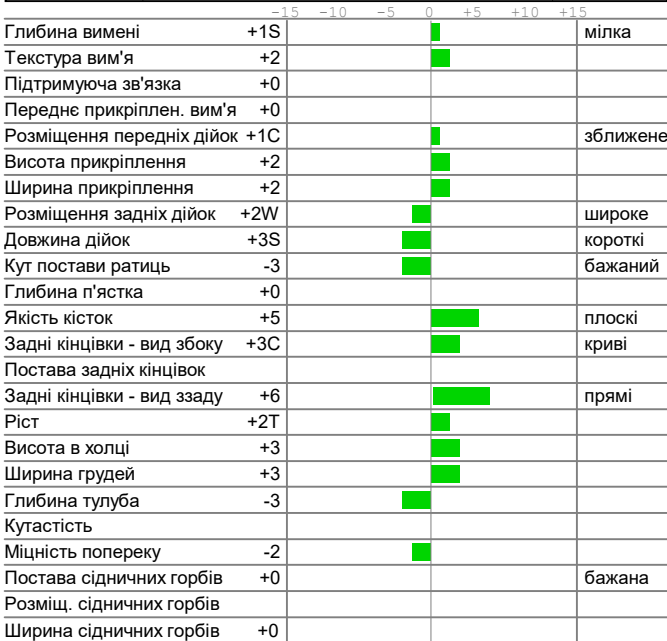 -15 -10 -5 0 +5 +10 +15
Глибина вимені +1S мілка
Текстура вим'я +2
Підтримуюча зв'язка +0
Переднє прикріплен. вим'я +0
Розміщення передніх дійок +1C зближене
Висота прикріплення +2
Ширина прикріплення +2
Розміщення задніх дійок +2W широке
Довжина дійок +3S короткі
Кут постави ратиць -3 бажаний
Глибина п'ястка +0
Якість кісток +5 плоскі
Задні кінцівки - вид збоку +3C криві
Постава задніх кінцівок
Задні кінцівки - вид ззаду +6 прямі
Ріст +2T
Висота в холці +3
Ширина грудей +3
Глибина тулуба -3
Кутастість
Міцність попереку -2
Постава сідничних горбів +0 бажана
Розміщ. сідничних горбів
Ширина сідничних горбів +0